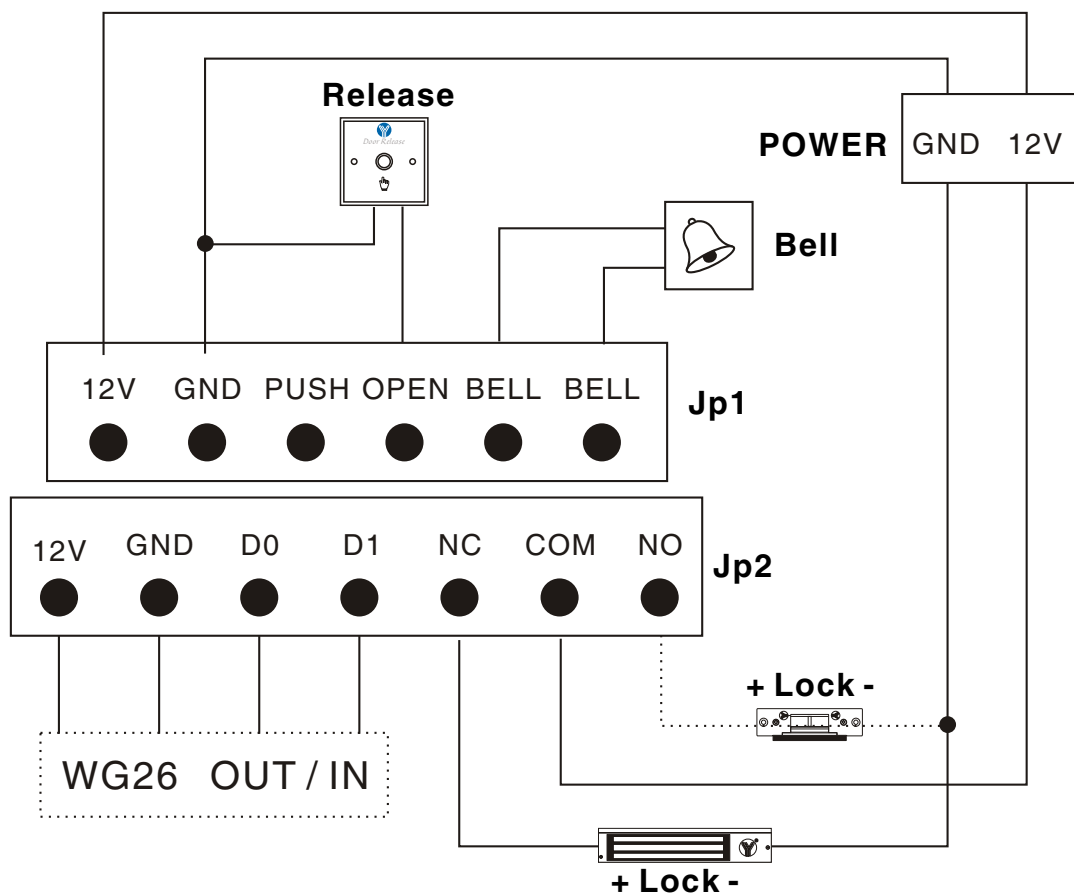 Release
Door Release
POWER GND 12V
Bell
12V GND PUSH OPEN BELL BELL
Jp1
12V GND D0 D1 NC COM NO
Jp2
+ Lock -
WG26 OUT / IN
+ Lock -